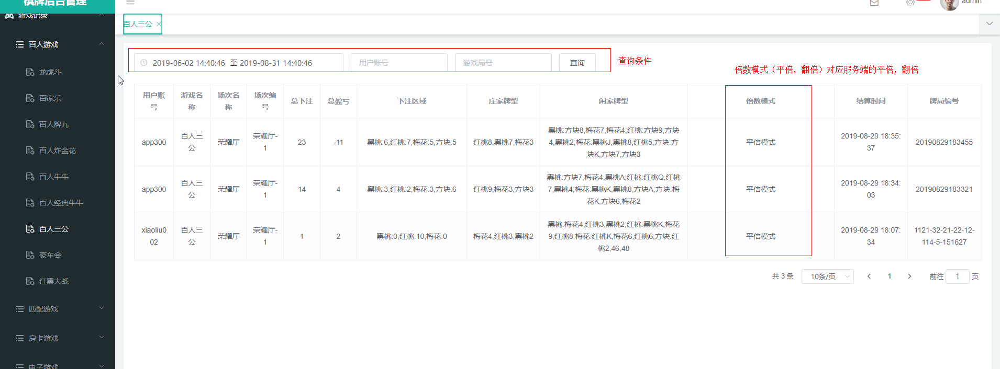 棋牌后台管理
admin
游戏记录
百人三公
百人游戏
龙虎斗
百家乐
百人牌九
百人炸金花
百人牛牛
百人经典牛牛
百人三公
豪车会
红黑大战
匹配游戏
房卡游戏
电子游戏
2019-06-02 14:40:46 至 2019-08-31 14:40:46
用户账号
游戏局号
查询
查询条件
倍数模式（平倍，翻倍）对应服务端的平倍，翻倍
用户账
号
游戏名
称
场次名
称
场次编
号
总下注
总盈亏
下注区域
庄家牌型
闲家牌型
倍数模式
结算时间
牌局编号
app300
百人三
公
荣耀厅
荣耀厅-
1
23
-11
黑桃:6,红桃:7,梅花:5,方块:5
红桃8,黑桃7,梅花3
黑桃:方块8,梅花7,梅花4;红桃:方块9,方块
4,黑桃2;梅花:黑桃J,黑桃8,红桃5;方块:方
块K,方块7,方块3
平倍模式
2019-08-29 18:35:
37
20190829183455
app300
百人三
公
荣耀厅
荣耀厅-
1
14
4
黑桃:3,红桃:2,梅花:3,方块:6
红桃9,梅花3,方块3
黑桃:方块7,梅花4,黑桃A;红桃:红桃Q,红桃
7,黑桃4;梅花:黑桃K,黑桃8,方块A;方块:梅
花K,方块6,梅花2
平倍模式
2019-08-29 18:34:
03
20190829183321
xiaoliu0
02
百人三
公
荣耀厅
荣耀厅-
1
1
2
黑桃:0,红桃:10,梅花:0
梅花4,红桃3,黑桃2
黑桃:梅花4,红桃3,黑桃2;红桃:黑桃K,梅花
9,红桃8;梅花:红桃K,梅花6,红桃6;方块:红
桃2,46,48
平倍模式
2019-08-29 18:07:
34
1121-32-21-22-12-
114-5-151627
共 3 条
10条/页
1
前往 1 页